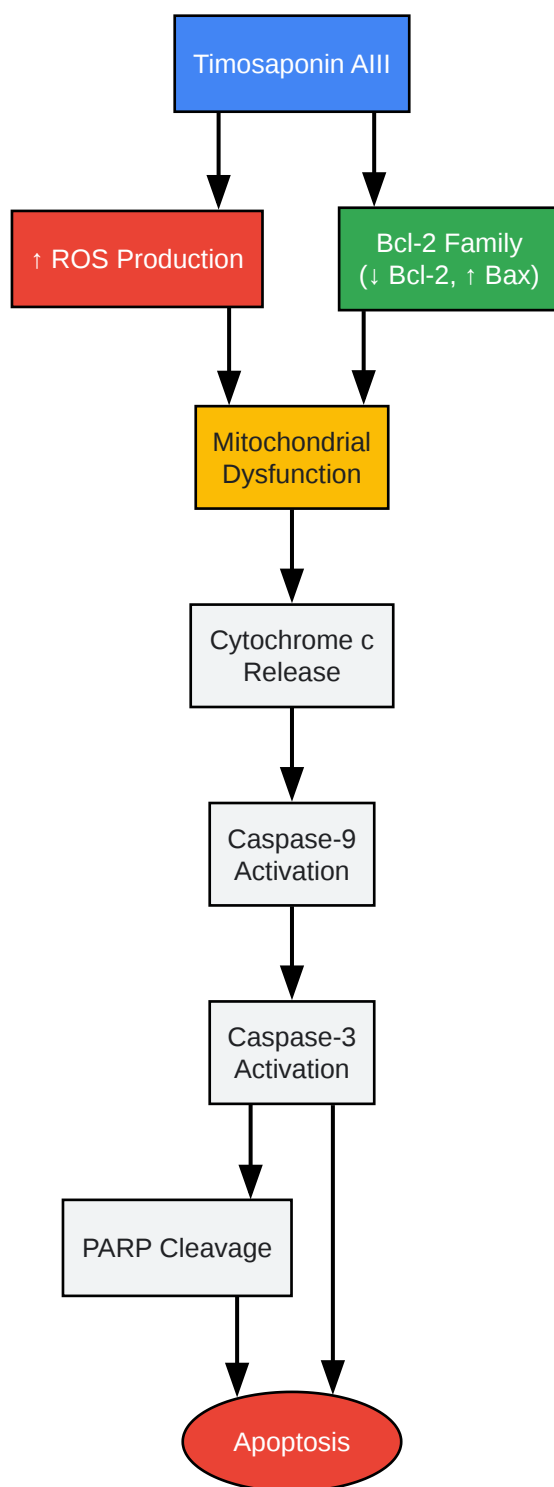 Timosaponin AIII
↑ ROS Production
Bcl-2 Family
(↓ Bcl-2, ↑ Bax)
Mitochondrial
Dysfunction
Cytochrome c
Release
Caspase-9
Activation
Caspase-3
Activation
PARP Cleavage
Apoptosis